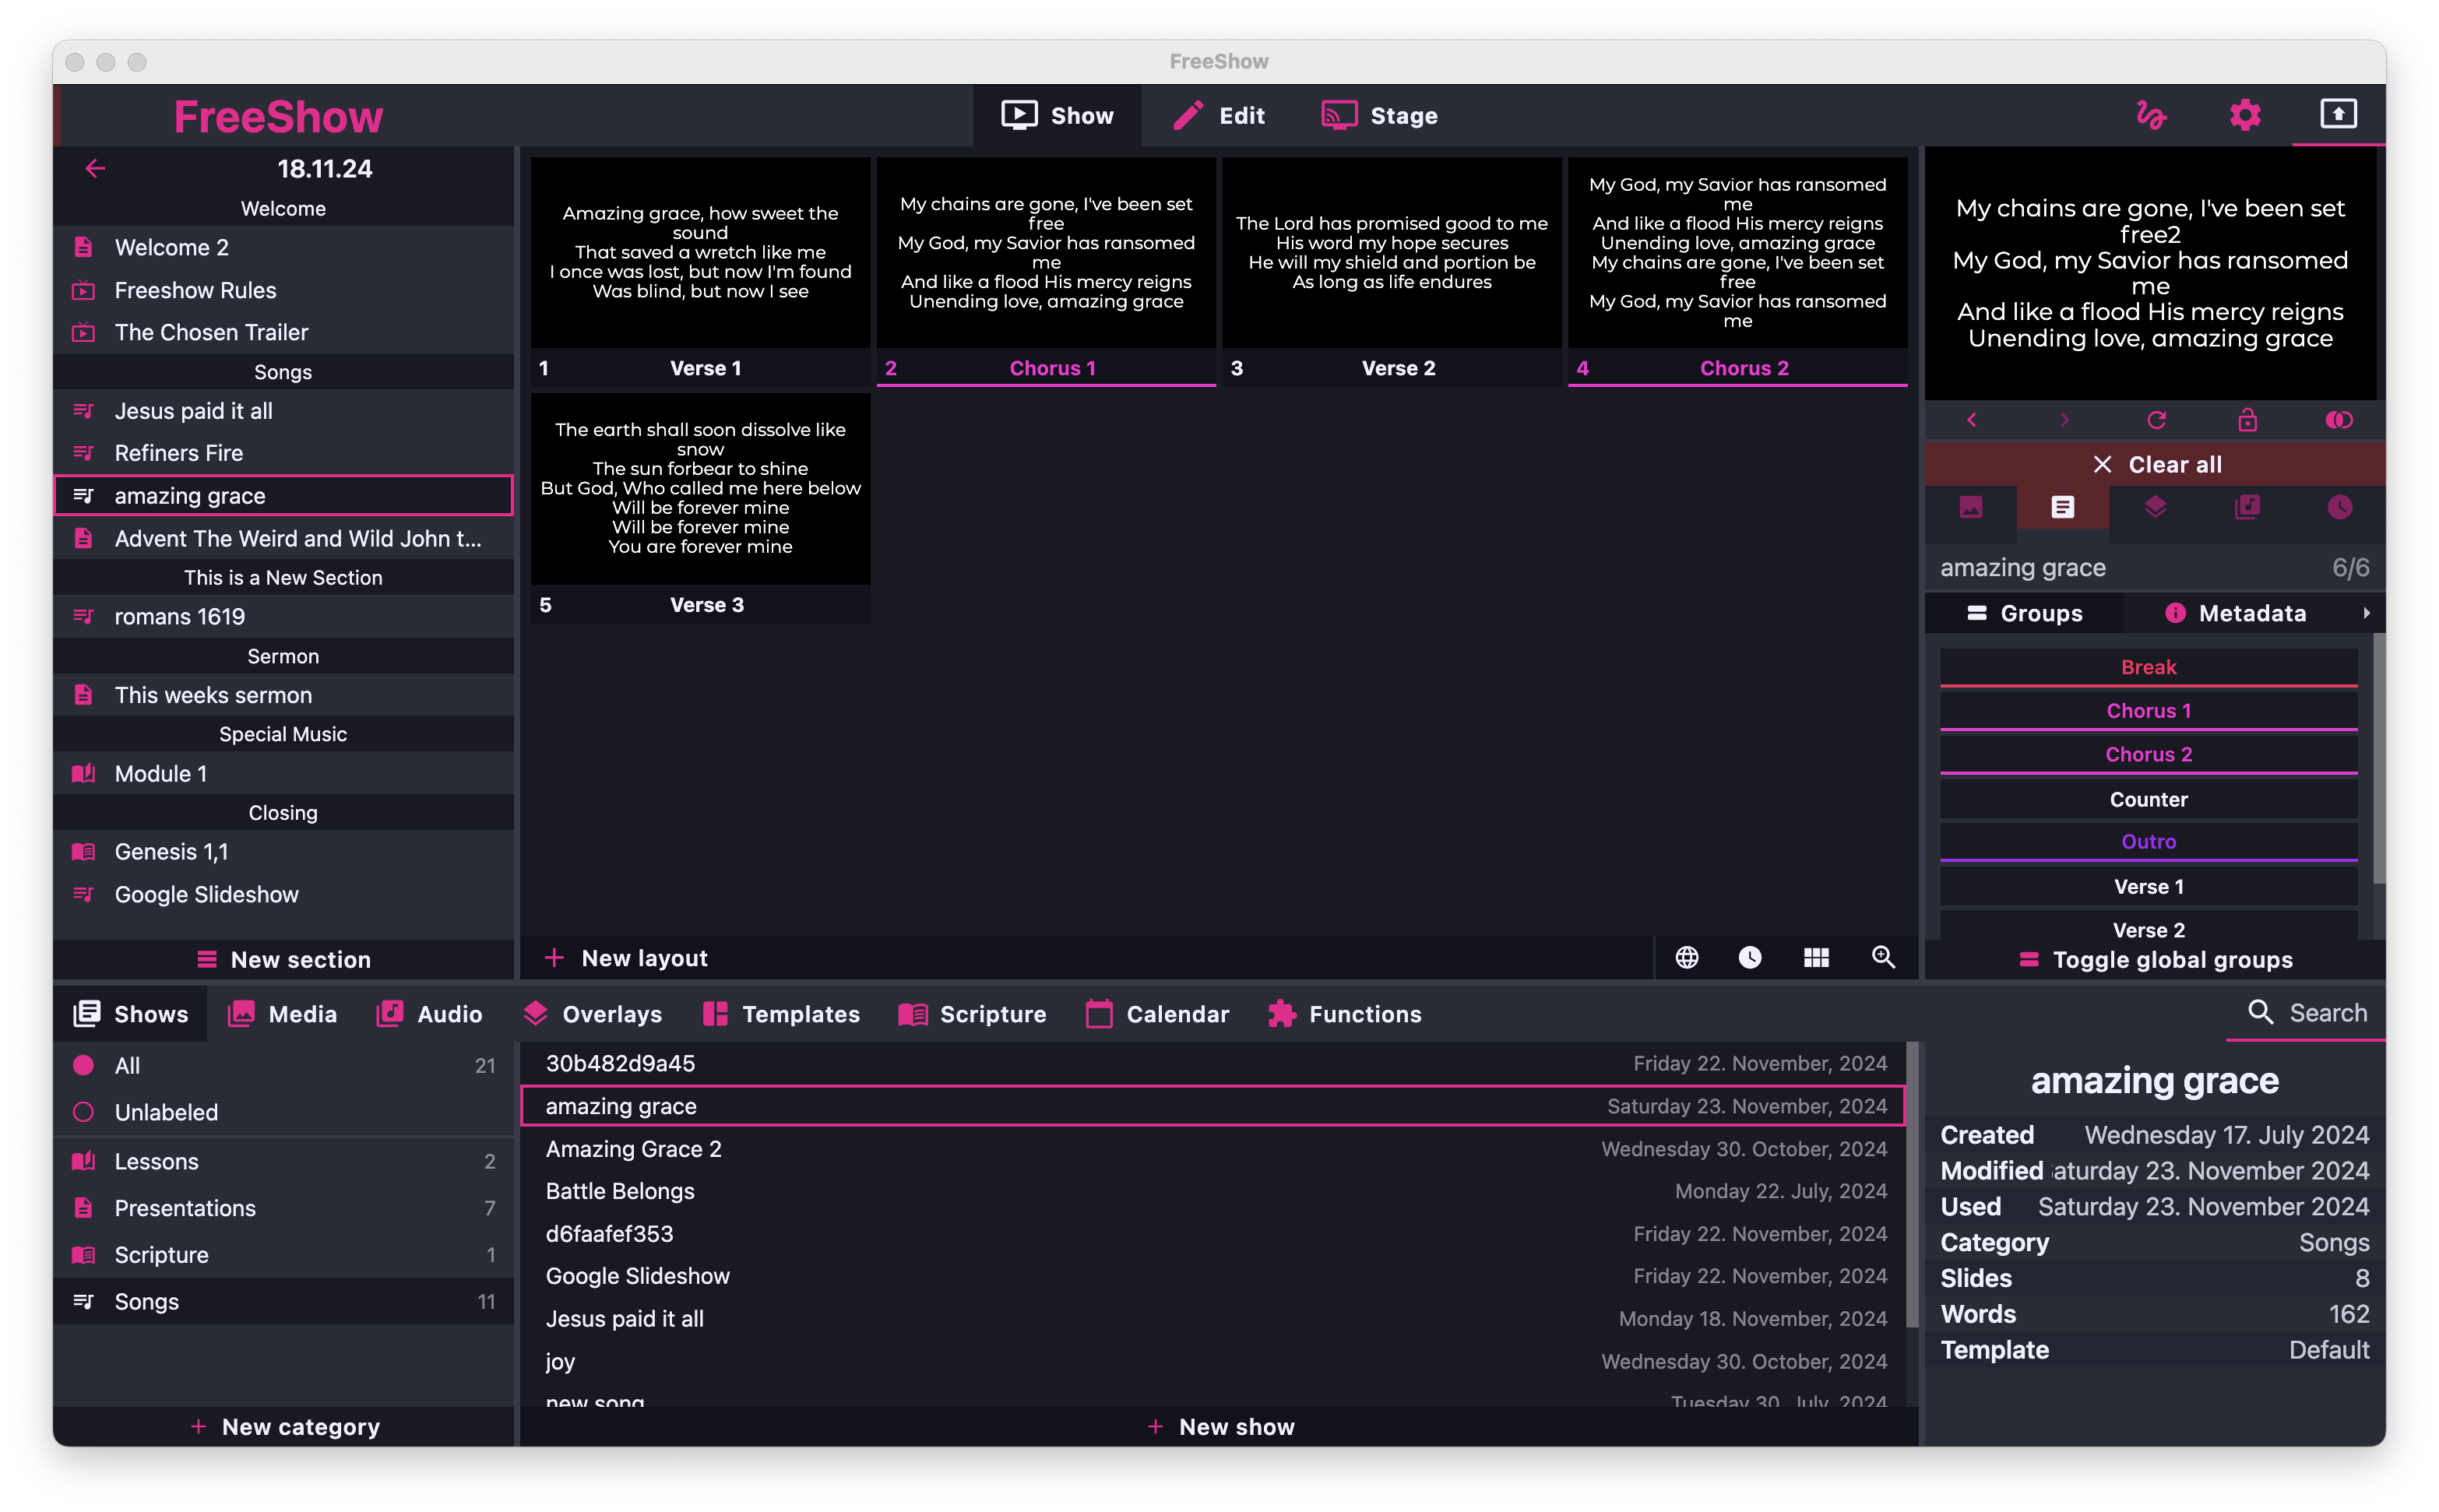 FreeShow
FreeShow
Show
Edit
Stage
18.11.24
Welcome
Welcome 2
Freeshow Rules
The Chosen Trailer
Songs
Jesus paid it all
Refiners Fire
amazing grace
Advent The Weird and Wild John t...
This is a New Section
romans 1619
Sermon
This weeks sermon
Special Music
Module 1
Closing
Genesis 1,1
Google Slideshow
New section
Amazing grace, how sweet the
sound
That saved a wretch like me
I once was lost, but now I'm found
Was blind, but now I see
1 Verse 1
My chains are gone, I've been set
free
My God, my Savior has ransomed
me
And like a flood His mercy reigns
Unending love, amazing grace
2 Chorus 1
The Lord has promised good to me
His word my hope secures
He will my shield and portion be
As long as life endures
3 Verse 2
My God, my Savior has ransomed
me
And like a flood His mercy reigns
Unending love, amazing grace
My chains are gone, I've been set
free
My God, my Savior has ransomed
me
4 Chorus 2
The earth shall soon dissolve like
snow
The sun forbear to shine
But God, Who called me here below
Will be forever mine
Will be forever mine
You are forever mine
5 Verse 3
New layout
My chains are gone, I've been set
free2
My God, my Savior has ransomed
me
And like a flood His mercy reigns
Unending love, amazing grace
Clear all
amazing grace 6/6
Groups
Metadata
Break
Chorus 1
Chorus 2
Counter
Outro
Verse 1
Verse 2
Toggle global groups
Shows
Media
Audio
Overlays
Templates
Scripture
Calendar
Functions
Search
All 21
Unlabeled
Lessons 2
Presentations 7
Scripture 1
Songs 11
New category
30b482d9a45 Friday 22. November, 2024
amazing grace Saturday 23. November, 2024
Amazing Grace 2 Wednesday 30. October, 2024
Battle Belongs Monday 22. July, 2024
d6faafef353 Friday 22. November, 2024
Google Slideshow Friday 22. November, 2024
Jesus paid it all Monday 18. November, 2024
joy Wednesday 30. October, 2024
new song Tuesday 30. July, 2024
New show
amazing grace
Created Wednesday 17. July 2024
Modified aturday 23. November 2024
Used Saturday 23. November 2024
Category Songs
Slides 8
Words 162
Template Default